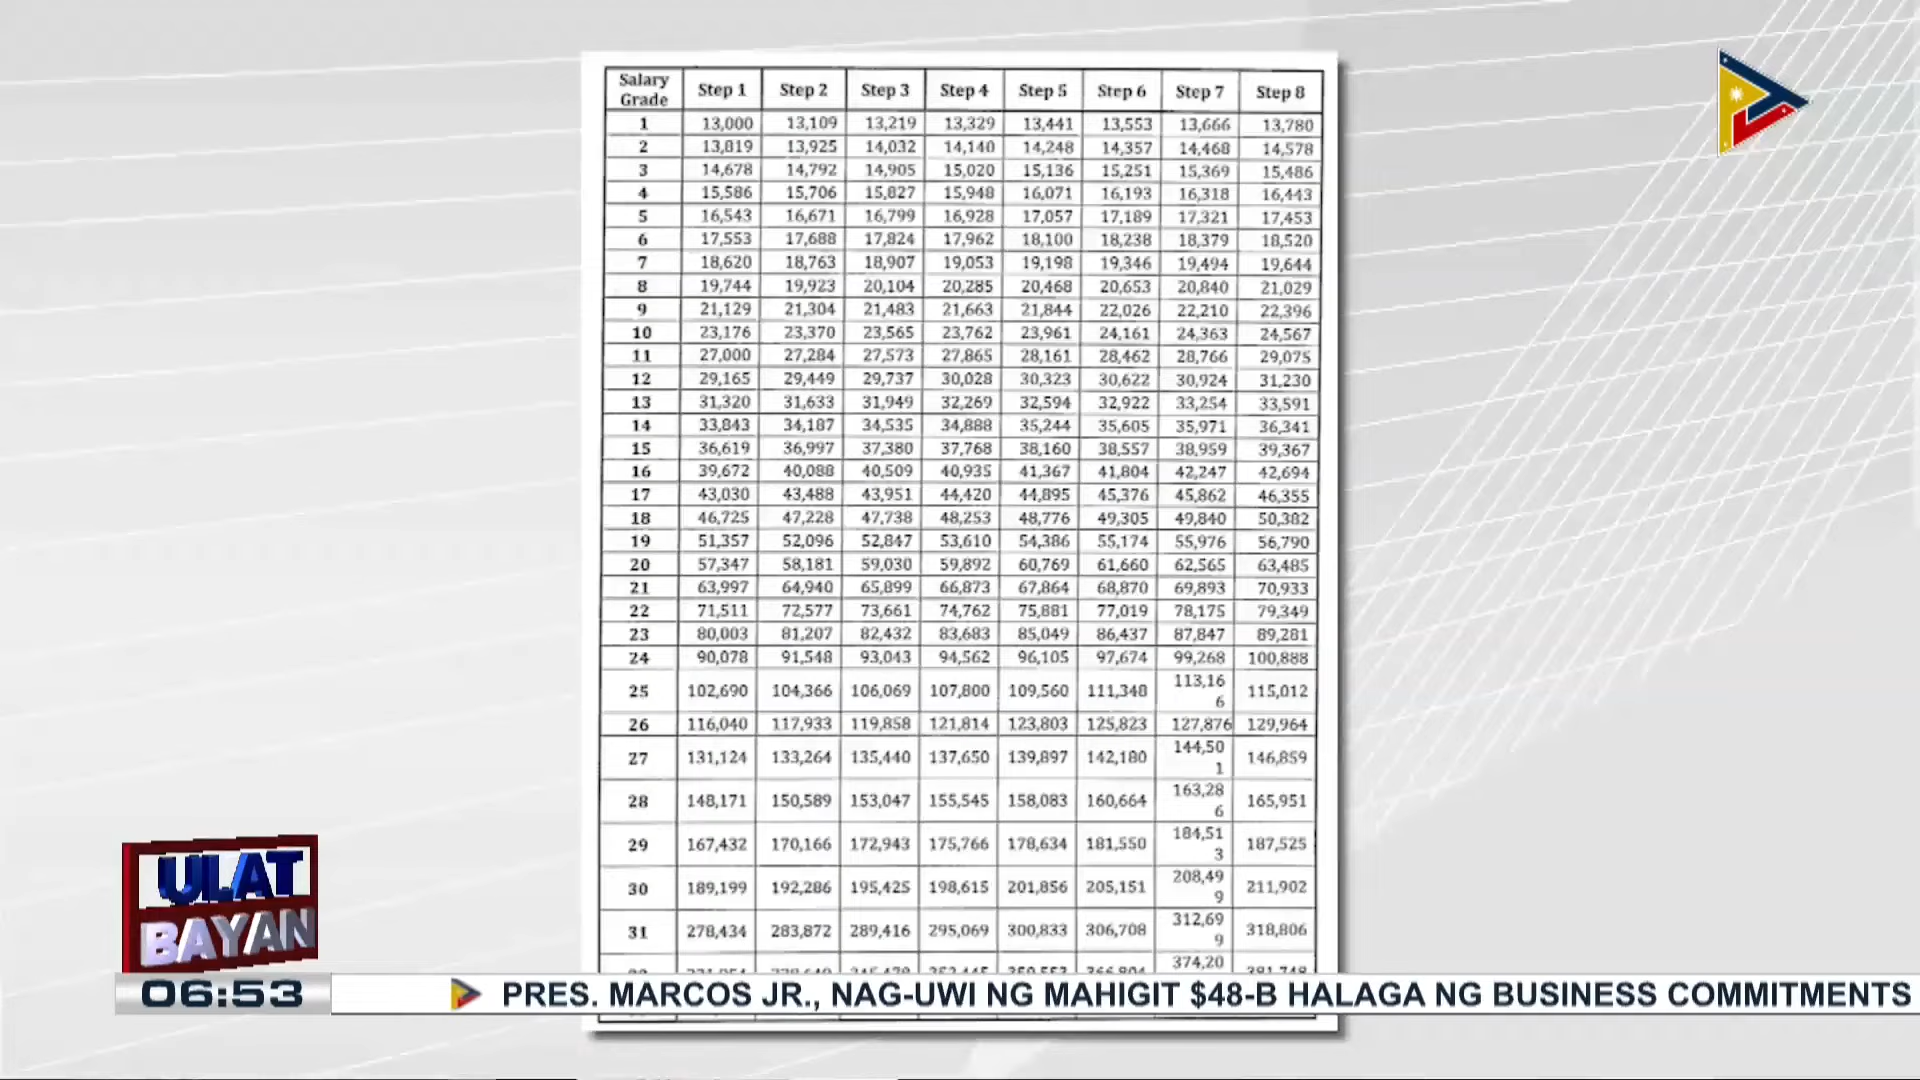 Salary Grade Step 1 Step 2 Step 3 Step 4 Step 5 Step 6 Step 7 Step 8
1 13,000 13,109 13,219 13,329 13,441 13,553 13,666 13,780
2 13,819 13,925 14,032 14,140 14,248 14,357 14,468 14,578
3 14,678 14,792 14,905 15,020 15,136 15,251 15,369 15,486
4 15,586 15,706 15,827 15,948 16,071 16,193 16,318 16,443
5 16,543 16,671 16,799 16,928 17,057 17,189 17,321 17,453
6 17,553 17,688 17,824 17,962 18,100 18,238 18,379 18,520
7 18,620 18,763 18,907 19,053 19,198 19,346 19,494 19,644
8 19,744 19,923 20,104 20,285 20,468 20,653 20,840 21,029
9 21,129 21,304 21,483 21,663 21,844 22,026 22,210 22,396
10 23,176 23,370 23,565 23,762 23,961 24,161 24,363 24,567
11 27,000 27,284 27,573 27,865 28,161 28,462 28,766 29,075
12 29,165 29,449 29,737 30,028 30,323 30,622 30,924 31,230
13 31,320 31,633 31,949 32,269 32,594 32,922 33,254 33,591
14 33,843 34,187 34,535 34,888 35,244 35,605 35,971 36,341
15 36,619 36,997 37,380 37,768 38,160 38,557 38,959 39,367
16 39,672 40,088 40,509 40,935 41,367 41,804 42,247 42,694
17 43,030 43,488 43,951 44,420 44,895 45,376 45,862 46,355
18 46,725 47,228 47,738 48,253 48,776 49,305 49,840 50,382
19 51,357 52,096 52,847 53,610 54,386 55,174 55,976 56,790
20 57,347 58,181 59,030 59,892 60,769 61,660 62,565 63,485
21 63,997 64,940 65,899 66,873 67,864 68,870 69,893 70,933
22 71,511 72,577 73,661 74,762 75,881 77,019 78,175 79,349
23 80,003 81,207 82,432 83,683 85,049 86,437 87,847 89,281
24 90,078 91,548 93,043 94,562 96,105 97,674 99,268 100,888
25 102,690 104,366 106,069 107,800 109,560 111,348 113,166 115,012
26 116,040 117,933 119,858 121,814 123,803 125,823 127,876 129,964
27 131,124 133,264 135,440 137,650 139,897 142,180 144,501 146,859
28 148,171 150,589 153,047 155,545 158,083 160,664 163,286 165,951
29 167,432 170,166 172,943 175,766 178,634 181,550 184,513 187,525
30 189,199 192,286 195,425 198,615 201,856 205,151 208,499 211,902
31 278,434 283,872 289,416 295,069 300,833 306,708 312,699 318,806
374,20
ULAT
BAYAN
06:53
PRES. MARCOS JR., NAG-UWI NG MAHIGIT $48-B HALAGA NG BUSINESS COMMITMENTS